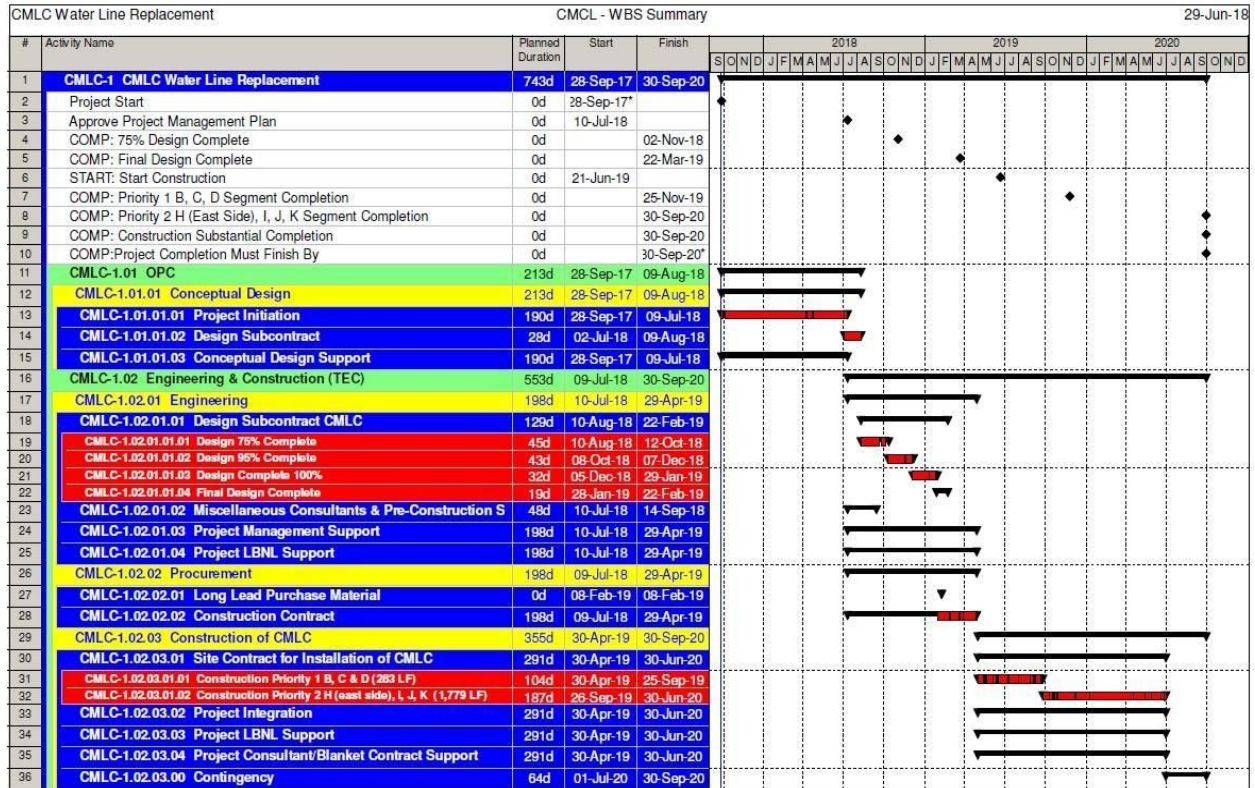 CMLC Water Line Replacement CMCL - WBS Summary 29-Jun-18
# Activity Name Planned Duration Start Finish 2018 2019 2020
S O N D J F M A M J J A S O N D J F M A M J J A S O N D J F M A M J J A S O N D
1 CMLC-1 CMLC Water Line Replacement 743d 28-Sep-17 30-Sep-20
2 Project Start 0d 28-Sep-17*
3 Approve Project Management Plan 0d 10-Jul-18
4 COMP: 75% Design Complete 0d 02-Nov-18
5 COMP: Final Design Complete 0d 22-Mar-19
6 START: Start Construction 0d 21-Jun-19
7 COMP: Priority 1 B, C, D Segment Completion 0d 25-Nov-19
8 COMP: Priority 2 H (East Side), I, J, K Segment Completion 0d 30-Sep-20
9 COMP: Construction Substantial Completion 0d 30-Sep-20
10 COMP:Project Completion Must Finish By 0d 30-Sep-20*
11 CMLC-1.01 OPC 213d 28-Sep-17 09-Aug-18
12 CMLC-1.01.01 Conceptual Design 213d 28-Sep-17 09-Aug-18
13 CMLC-1.01.01.01 Project Initiation 190d 28-Sep-17 09-Jul-18
14 CMLC-1.01.01.02 Design Subcontract 28d 02-Jul-18 09-Aug-18
15 CMLC-1.01.01.03 Conceptual Design Support 190d 28-Sep-17 09-Jul-18
16 CMLC-1.02 Engineering & Construction (TEC) 553d 09-Jul-18 30-Sep-20
17 CMLC-1.02.01 Engineering 198d 10-Jul-18 29-Apr-19
18 CMLC-1.02.01.01 Design Subcontract CMLC 129d 10-Aug-18 22-Feb-19
19 CMLC-1.02.01.01.01 Design 75% Complete 45d 10-Aug-18 12-Oct-18
20 CMLC-1.02.01.01.02 Design 95% Complete 43d 08-Oct-18 07-Dec-18
21 CMLC-1.02.01.01.03 Design Complete 100% 32d 05-Dec-18 29-Jan-19
22 CMLC-1.02.01.01.04 Final Design Complete 19d 28-Jan-19 22-Feb-19
23 CMLC-1.02.01.02 Miscellaneous Consultants & Pre-Construction S 48d 10-Jul-18 14-Sep-18
24 CMLC-1.02.01.03 Project Management Support 198d 10-Jul-18 29-Apr-19
25 CMLC-1.02.01.04 Project LBNL Support 198d 10-Jul-18 29-Apr-19
26 CMLC-1.02.02 Procurement 198d 09-Jul-18 29-Apr-19
27 CMLC-1.02.02.01 Long Lead Purchase Material 0d 08-Feb-19 08-Feb-19
28 CMLC-1.02.02.02 Construction Contract 198d 09-Jul-18 29-Apr-19
29 CMLC-1.02.03 Construction of CMLC 355d 30-Apr-19 30-Sep-20
30 CMLC-1.02.03.01 Site Contract for Installation of CMLC 291d 30-Apr-19 30-Jun-20
31 CMLC-1.02.03.01.01 Construction Priority 1 B, C & D (283 LF) 104d 30-Apr-19 25-Sep-19
32 CMLC-1.02.03.01.02 Construction Priority 2 H (east side), I, J, K (1,779 LF) 187d 26-Sep-19 30-Jun-20
33 CMLC-1.02.03.02 Project Integration 291d 30-Apr-19 30-Jun-20
34 CMLC-1.02.03.03 Project LBNL Support 291d 30-Apr-19 30-Jun-20
35 CMLC-1.02.03.04 Project Consultant/Blanket Contract Support 291d 30-Apr-19 30-Jun-20
36 CMLC-1.02.03.00 Contingency 64d 01-Jul-20 30-Sep-20